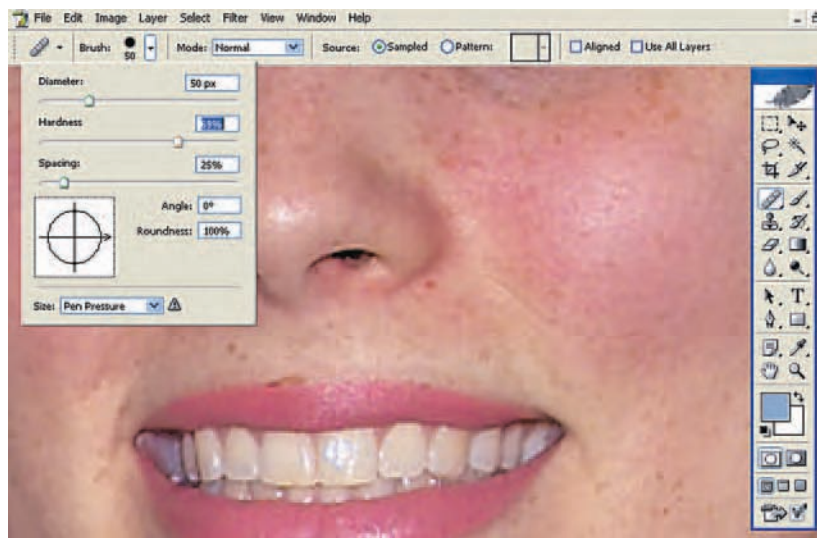 File Edit Image Layer Select Filter View Window Help
Brush: 50 Mode: Normal Source: Sampled Pattern: Aligned Use All Layers
Diameter: 50 px
Hardness
Spacing: 25%
Angle: 0°
Roundness: 100%
Size: Pen Pressure
T